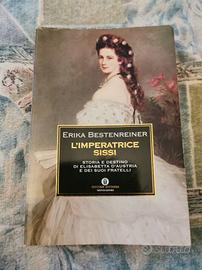 ERIKA BESTENREINER
L'IMPERATRICE
SISSI
STORIA E DESTINO
DI ELISABETTA D'AUSTRIA
E DEI SUOI FRATELLI